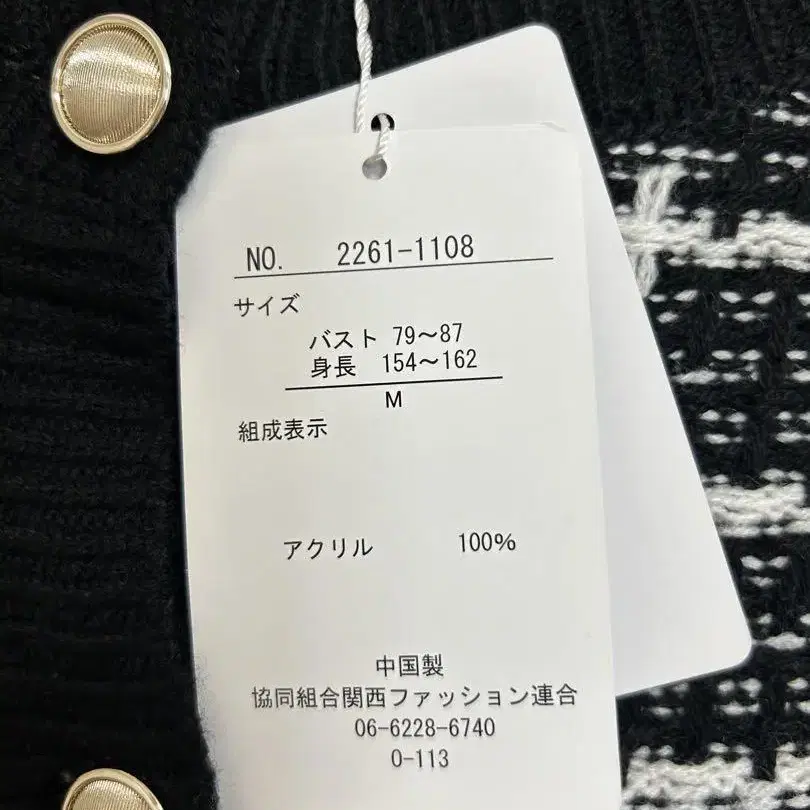 NO. 2261-1108
サイズ
バスト 79〜87
身長 154〜162
M
組成表示
アクリル 100%
中国製
協同組合関西ファッション連合
06-6228-6740
0-113